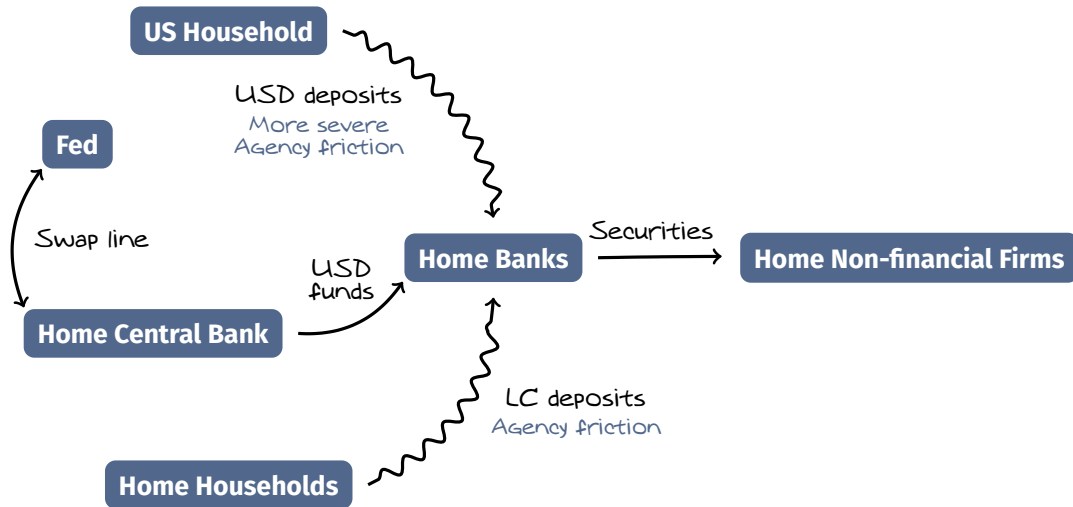 US Household
USD deposits
More severe
Agency friction
Fed
Swap line
USD
funds
Home Banks
Securities
Home Non-financial Firms
Home Central Bank
LC deposits
Agency friction
Home Households